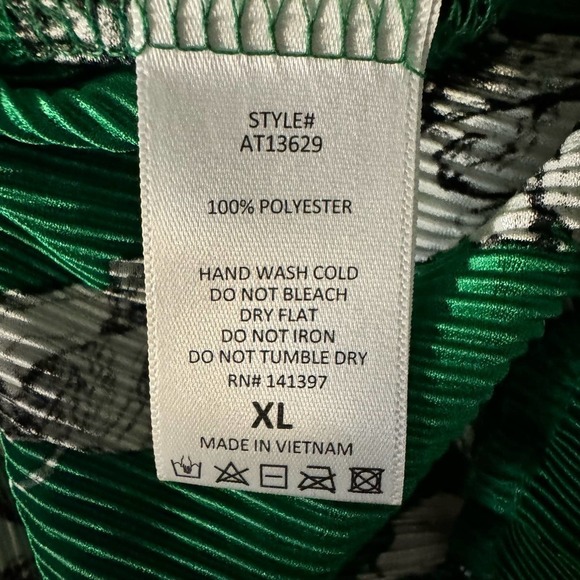 STYLE#
AT13629
100% POLYESTER
HAND WASH COLD
DO NOT BLEACH
DRY FLAT
DO NOT IRON
DO NOT TUMBLE DRY
RN# 141397
XL
MADE IN VIETNAM